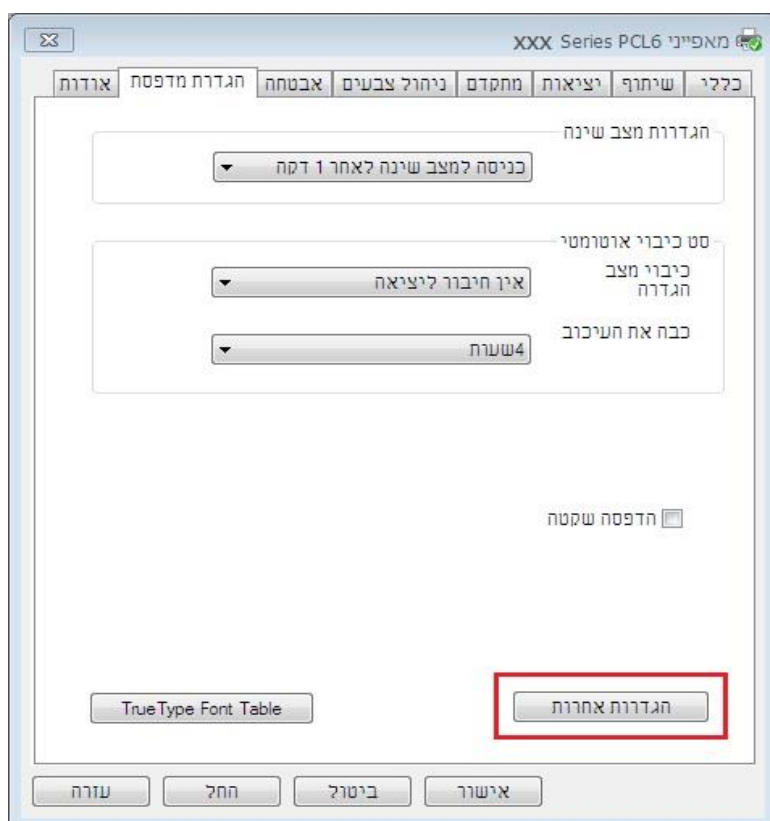 מאפייני XXX Series PCL6
כללי שיתוף יציאות מתקדם ניהול צבעים אבטחה הגדרת מדפסת אודות
הגדרות מצב שינה
כניסה למצב שינה לאחר 1 דקה
סט כיבוי אוטומטי
כיבוי מצב הגדרה
אין חיבור ליציאה
כבה את העיכוב
4שעות
הדפסה שקטה
הגדרות אחרות
TrueType Font Table
אישור ביטול החל עזרה